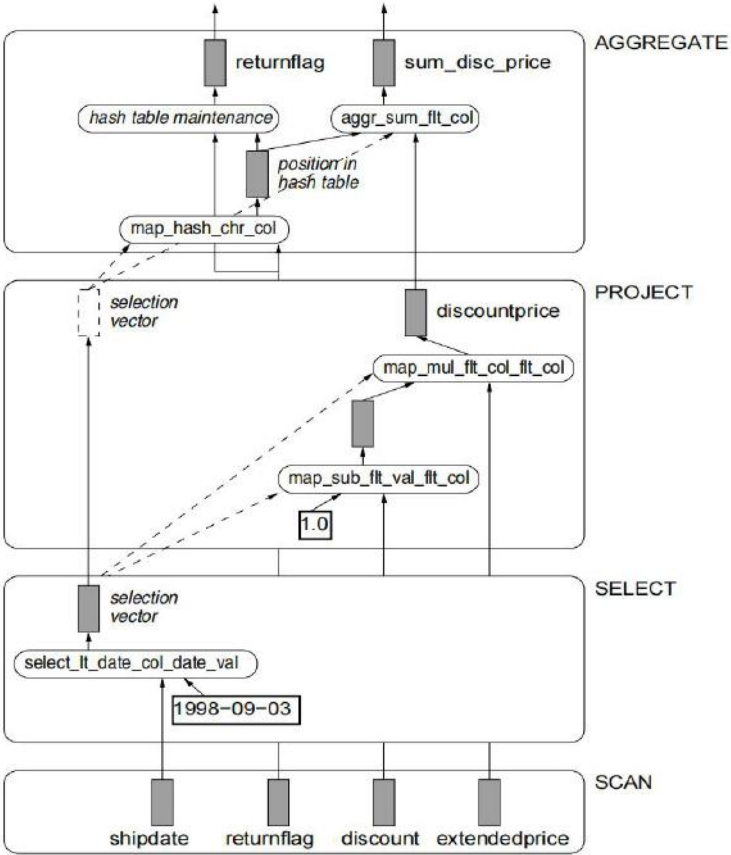 AGGREGATE
returnflag
sum_disc_price
hash table maintenance
aggr_sum_flt_col
position in
hash table
map_hash_chr_col
PROJECT
selection
vector
discountprice
map_mul_flt_col_flt_col
map_sub_flt_val_flt_col
1.0
SELECT
selection
vector
select_lt_date_col_date_val
1998−09−03
SCAN
shipdate
returnflag
discount
extendedprice